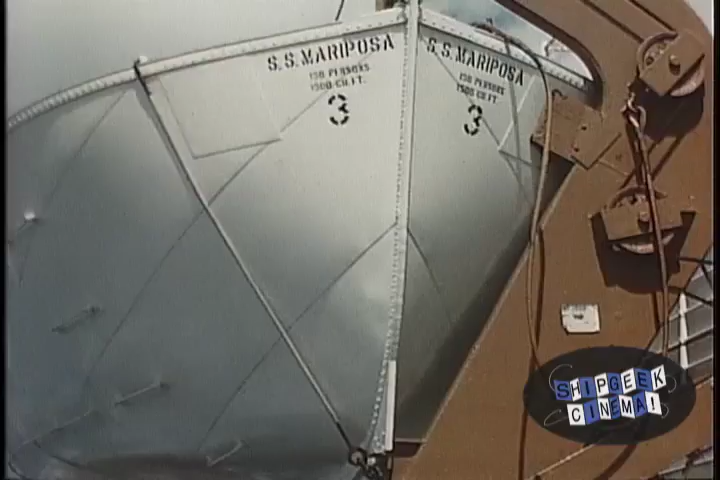 S.S. MARIPOSA
150 PERSONS
1500 CU.FT.
3
S.S. MARIPOSA
150 PERSONS
1500 CU.FT.
3
SHIPGEEK
CINEMA!